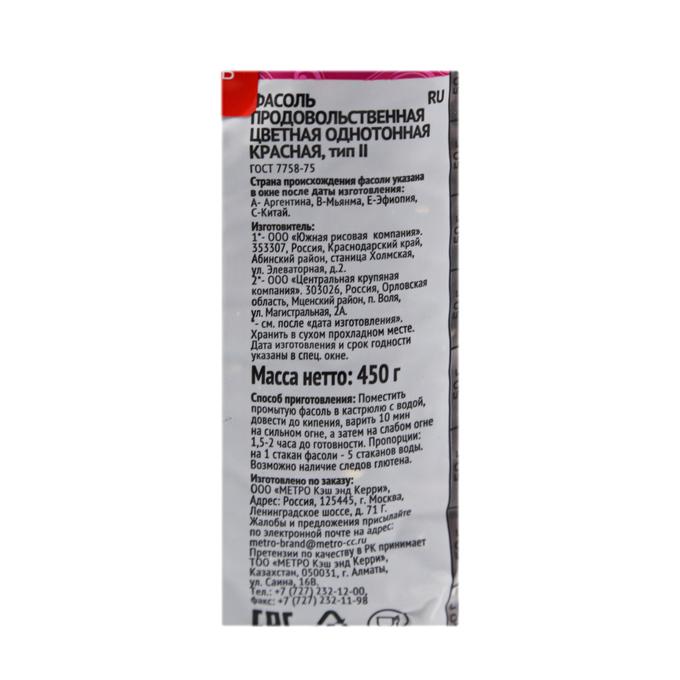 В
RU
ФАСОЛЬ
ПРОДОВОЛЬСТВЕННАЯ
ЦВЕТНАЯ ОДНОТОННАЯ
КРАСНАЯ, тип II
ГОСТ 7758-75
Страна происхождения фасоли указана
в окне после даты изготовления:
А- Аргентина, В-Мьянма, Е-Эфиопия,
С-Китай.
Изготовитель:
1*- ООО «Южная рисовая компания».
353307, Россия, Краснодарский край,
Абинский район, станица Холмская,
ул. Элеваторная, д.2.
2*- ООО «Центральная крупяная
компания». 303026, Россия, Орловская
область, Мценский район, п. Воля,
ул. Магистральная, 2А.
*- см. после «дата изготовления».
Хранить в сухом прохладном месте.
Дата изготовления и срок годности
указаны в спец. окне.
Масса нетто: 450 г
Способ приготовления: Поместить
промытую фасоль в кастрюлю с водой,
довести до кипения, варить 10 мин
на сильном огне, а затем на слабом огне
1,5-2 часа до готовности. Пропорции:
на 1 стакан фасоли - 5 стаканов воды.
Возможно наличие следов глютена.
Изготовлено по заказу:
ООО «МЕТРО Кэш энд Керри»,
Адрес: Россия, 125445, г. Москва,
Ленинградское шоссе, д. 71 Г.
Жалобы и предложения присылайте
по электронной почте на адрес:
metro-brand@metro-cc.ru
Претензии по качеству в РК принимает
ТОО «МЕТРО Кэш энд Керри»,
Казахстан, 050031, г. Алматы,
ул. Саина, 16В.
Тел.: +7 (727) 232-12-00,
факс: +7 (727) 232-11-98